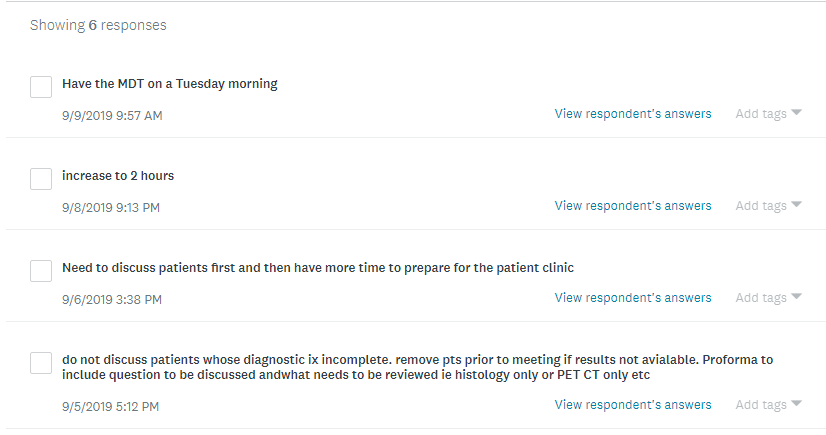 Showing 6 responses
Have the MDT on a Tuesday morning
9/9/2019 9:57 AM
View respondent's answers
Add tags
increase to 2 hours
9/8/2019 9:13 PM
View respondent's answers
Add tags
Need to discuss patients first and then have more time to prepare for the patient clinic
9/6/2019 3:38 PM
View respondent's answers
Add tags
do not discuss patients whose diagnostic ix incomplete. remove pts prior to meeting if results not avialable. Proforma to
include question to be discussed andwhat needs to be reviewed ie histology only or PET CT only etc
9/5/2019 5:12 PM
View respondent's answers
Add tags